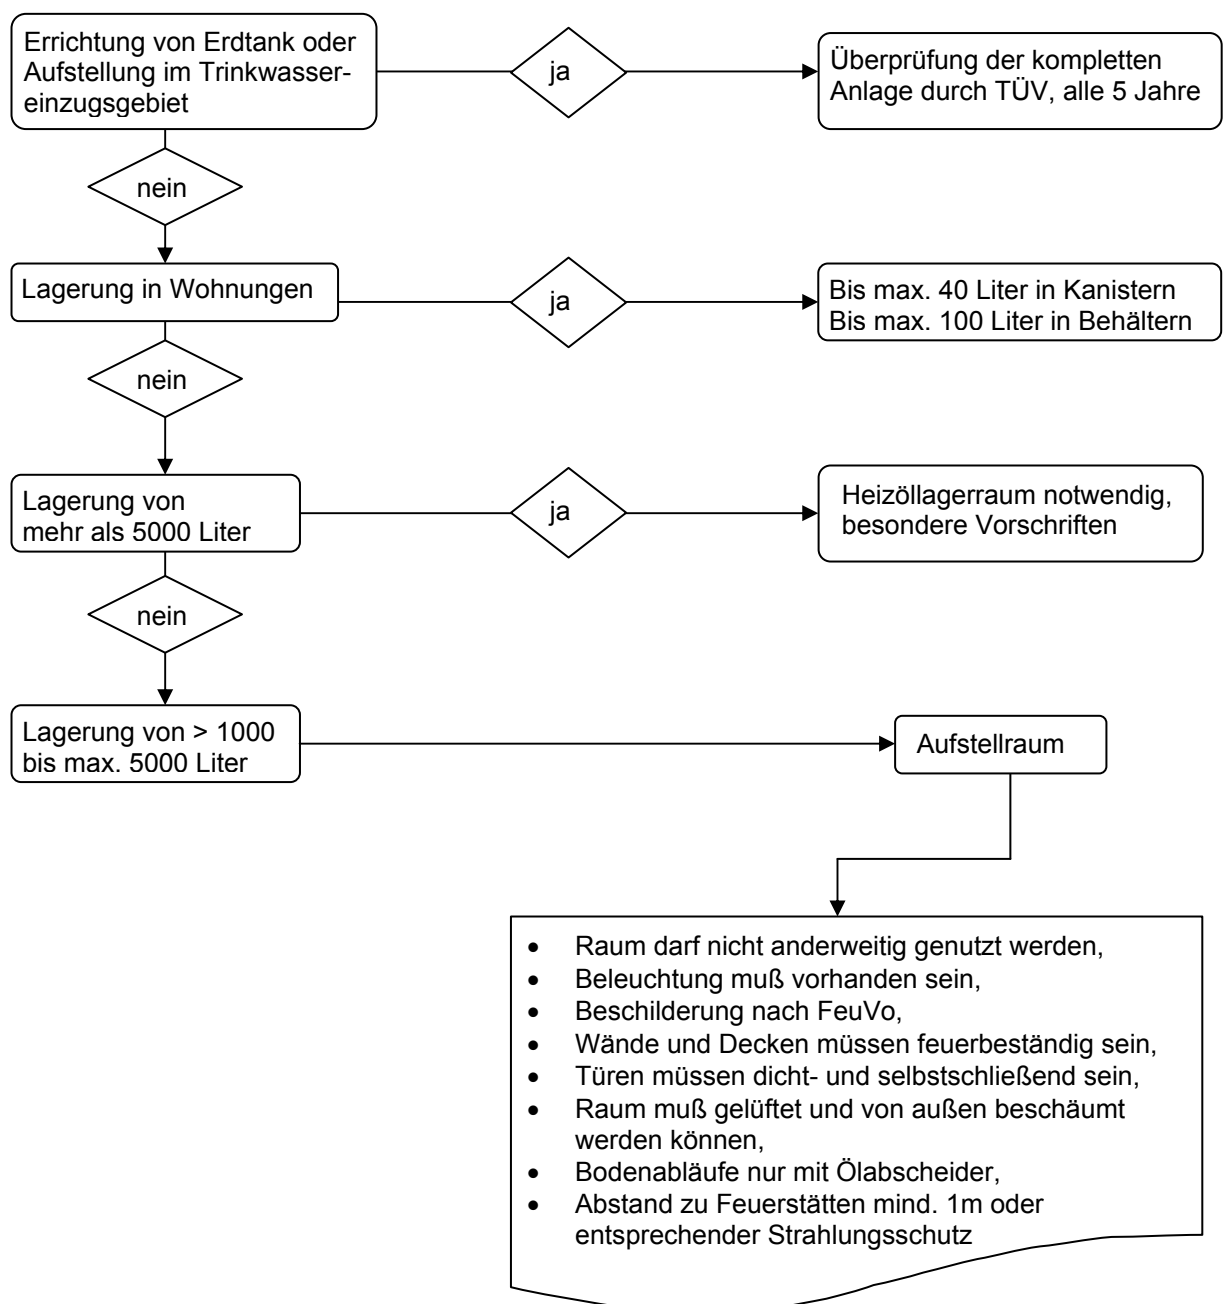 Errichtung von Erdtank oder
Aufstellung im Trinkwasser-
einzugsgebiet
ja
Überprüfung der kompletten
Anlage durch TÜV, alle 5 Jahre
nein
Lagerung in Wohnungen
ja
Bis max. 40 Liter in Kanistern
Bis max. 100 Liter in Behältern
nein
Lagerung von
mehr als 5000 Liter
ja
Heizöllagerraum notwendig,
besondere Vorschriften
nein
Lagerung von > 1000
bis max. 5000 Liter
Aufstellraum
• Raum darf nicht anderweitig genutzt werden,
• Beleuchtung muß vorhanden sein,
• Beschilderung nach FeuVo,
• Wände und Decken müssen feuerbeständig sein,
• Türen müssen dicht- und selbstschließend sein,
• Raum muß gelüftet und von außen beschäumt
werden können,
• Bodenabläufe nur mit Ölabscheider,
• Abstand zu Feuerstätten mind. 1m oder
entsprechender Strahlungsschutz